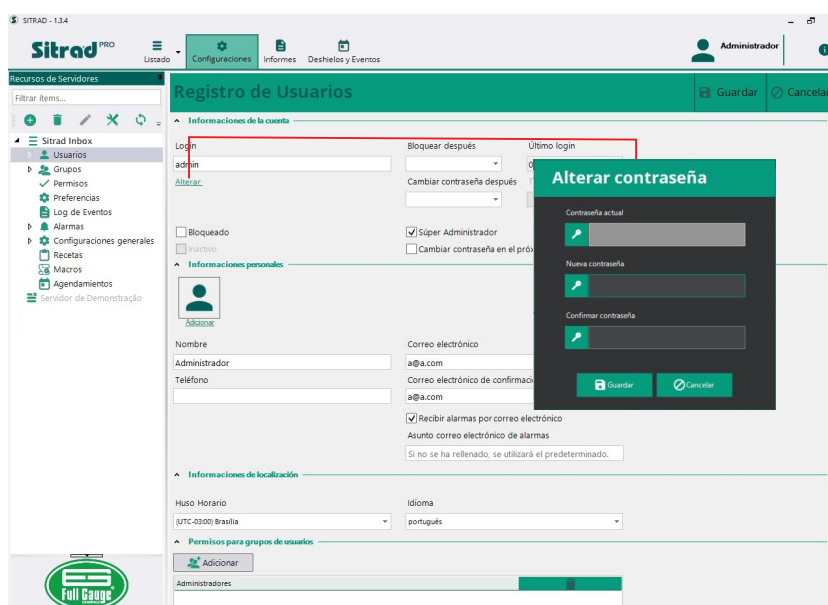 SITRAD - 1.3.4
Sitrad PRO
Listado
Configuraciones
Informes
Deshielos y Eventos
Administrador
Recursos de Servidores
Filtrar ítems...
Registro de Usuarios
Guardar
Cancelar
Sitrad Inbox
Usuarios
Grupos
Permisos
Preferencias
Log de Eventos
Alarmas
Configuraciones generales
Recetas
Macros
Agendamientos
Servidor de Demonstração
Informaciones de la cuenta
Login
Bloquear después
Último login
admin
Alterar
Cambiar contraseña después
Bloqueado
Súper Administrador
Inactivo
Cambiar contraseña en el pró
Alterar contraseña
Contraseña actual
Nueva contraseña
Confirmar contraseña
Guardar
Cancelar
Informaciones personales
Adicionar
Nombre
Correo electrónico
Administrador
a@a.com
Teléfono
Correo electrónico de confirmaci
a@a.com
Recibir alarmas por correo electrónico
Asunto correo electrónico de alarmas
Si no se ha rellenado, se utilizará el predeterminado.
Informaciones de localización
Huso Horario
Idioma
(UTC-03:00) Brasília
português
Permisos para grupos de usuarios
Adicionar
Administradores
Full Gauge